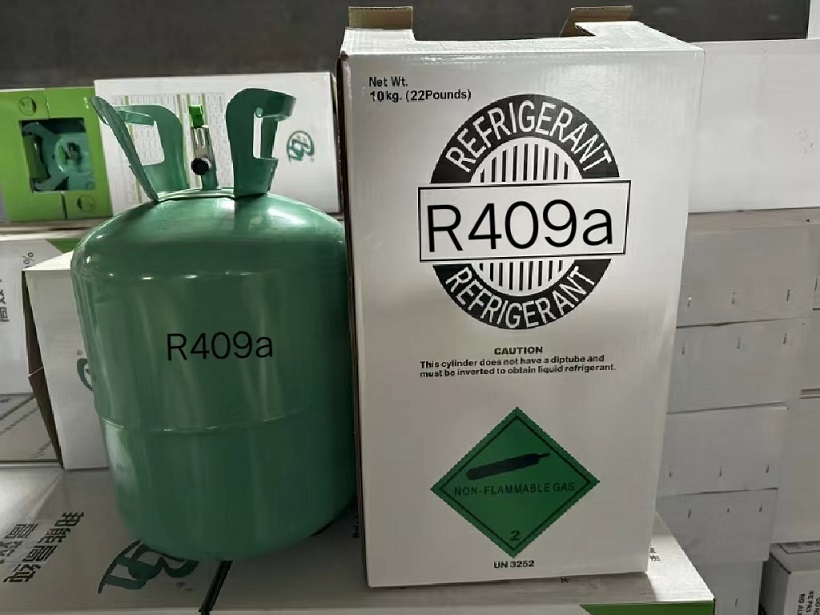 Net Wt.
10kg. (22Pounds)
REFRIGERANT
R409a
REFRIGERANT
CAUTION
This cylinder does not have a diptube and
must be inverted to obtain liquid refrigerant.
NON-FLAMMABLE GAS
2
UN 3252
R409a